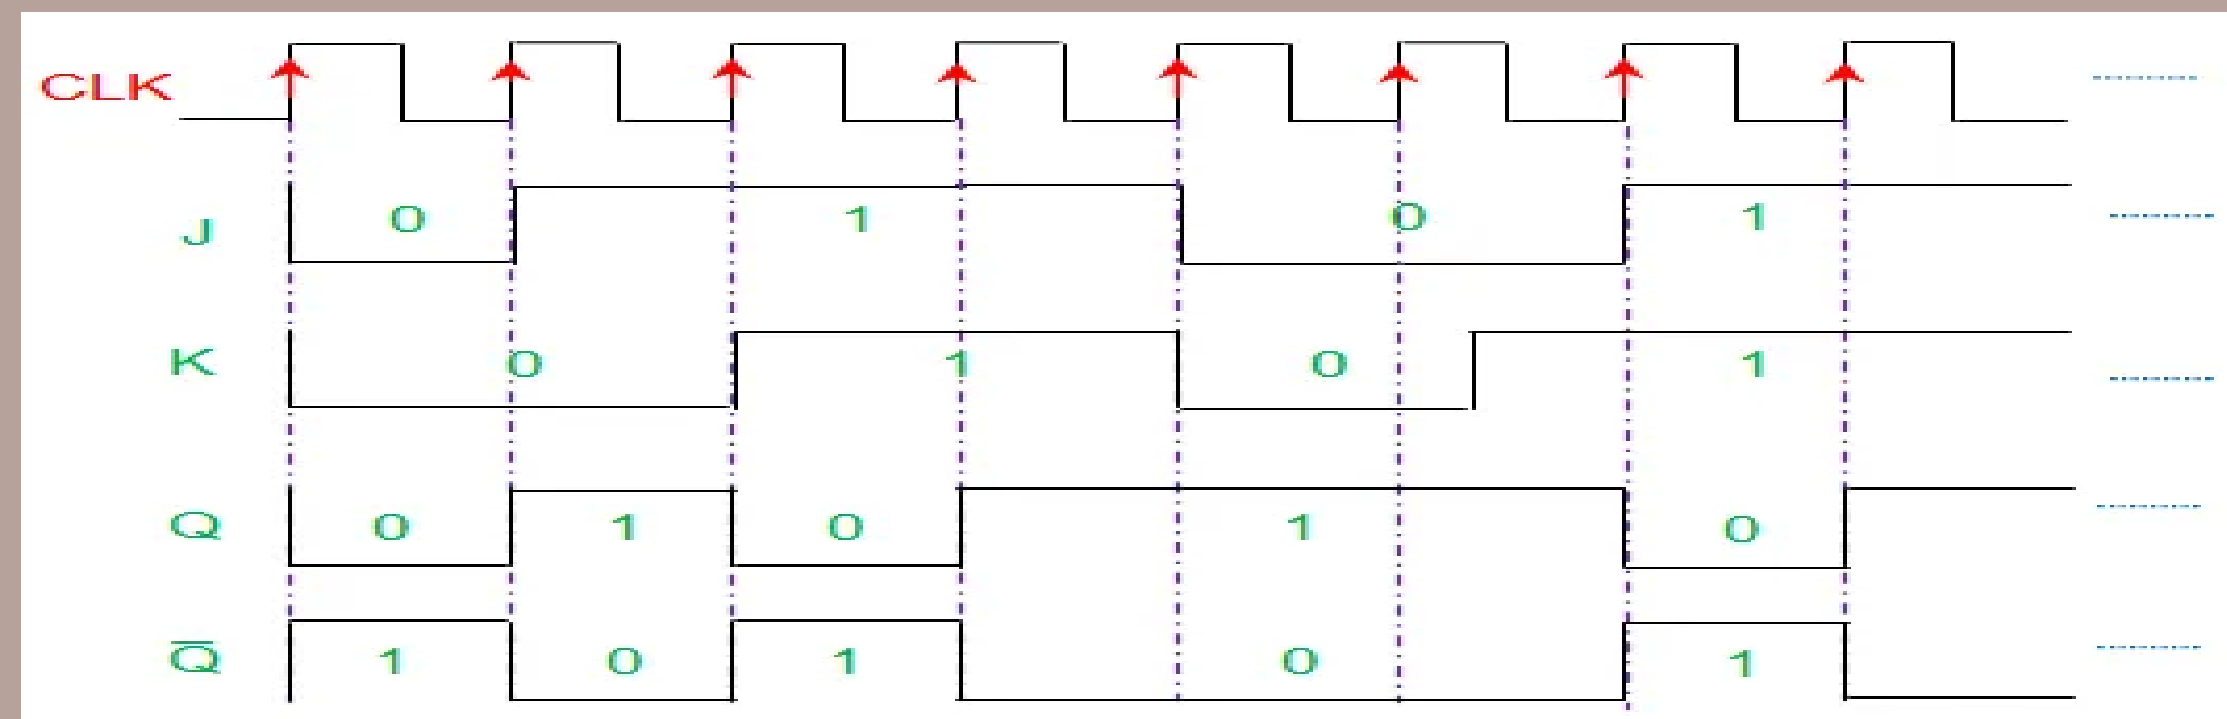 CLK
J 0 1 0 1
K 0 1 0 1
Q 0 1 0 1 0
Q̅ 1 0 1 0 1